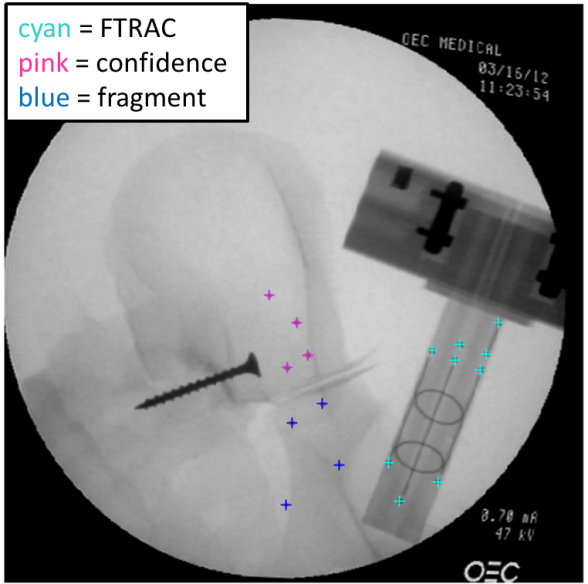 cyan = FTRAC
pink = confidence
blue = fragment
OEC MEDICAL
03/16/12
11:23:54
0.70 mA
47 kV
OEC